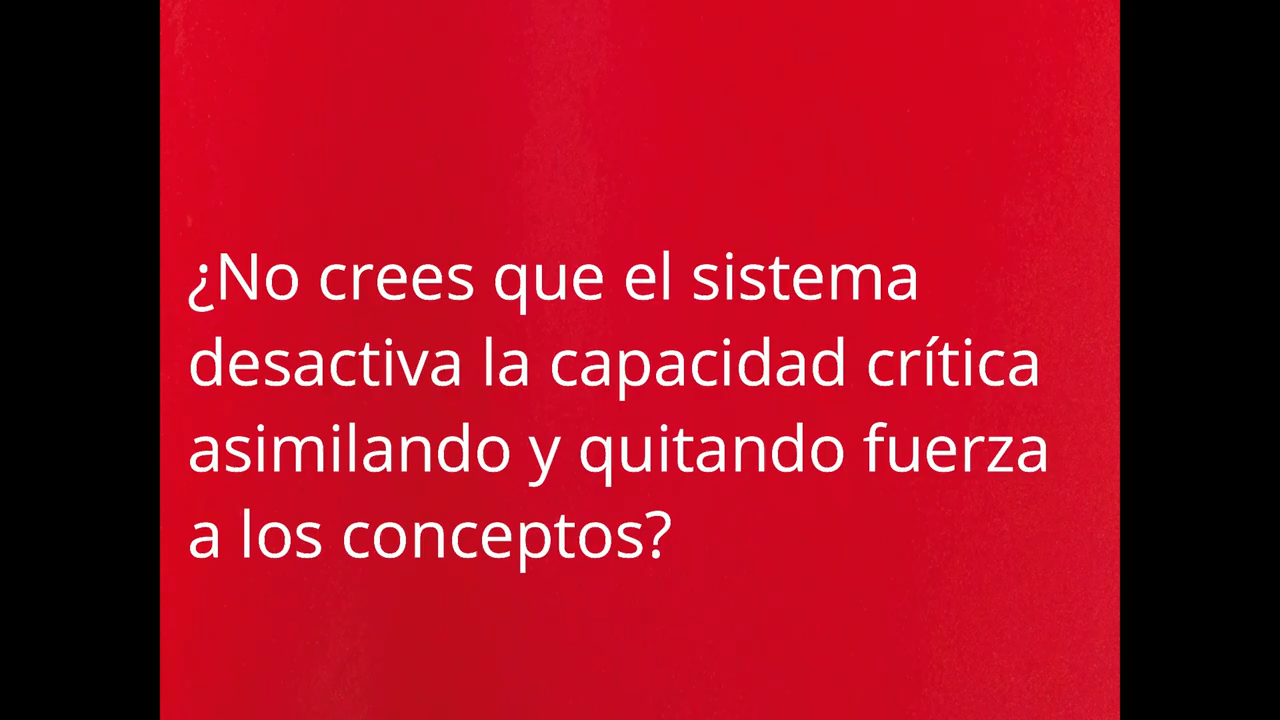 ¿No crees que el sistema
desactiva la capacidad crítica
asimilando y quitando fuerza
a los conceptos?